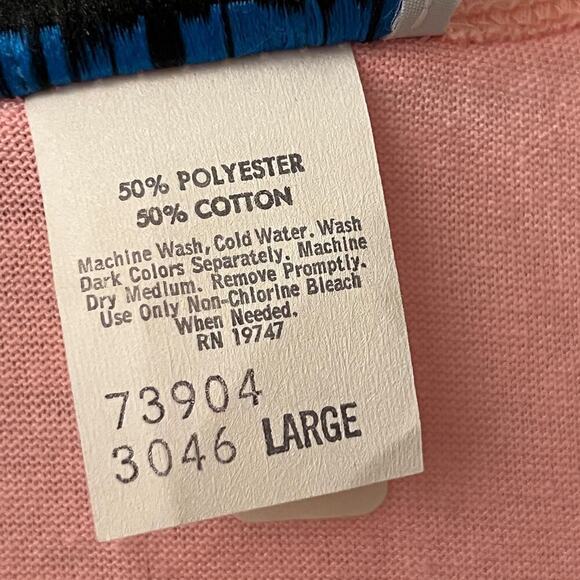 50% POLYESTER
50% COTTON
Machine Wash, Cold Water. Wash
Dark Colors Separately. Machine
Dry Medium. Remove Promptly.
Use Only Non-Chlorine Bleach
When Needed.
RN 19747
73904
3046 LARGE